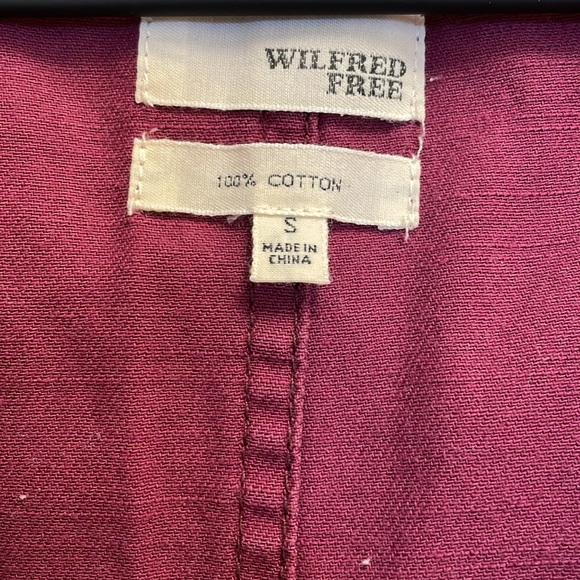 WILFRED
FREE
100% COTTON
S
MADE IN
CHINA